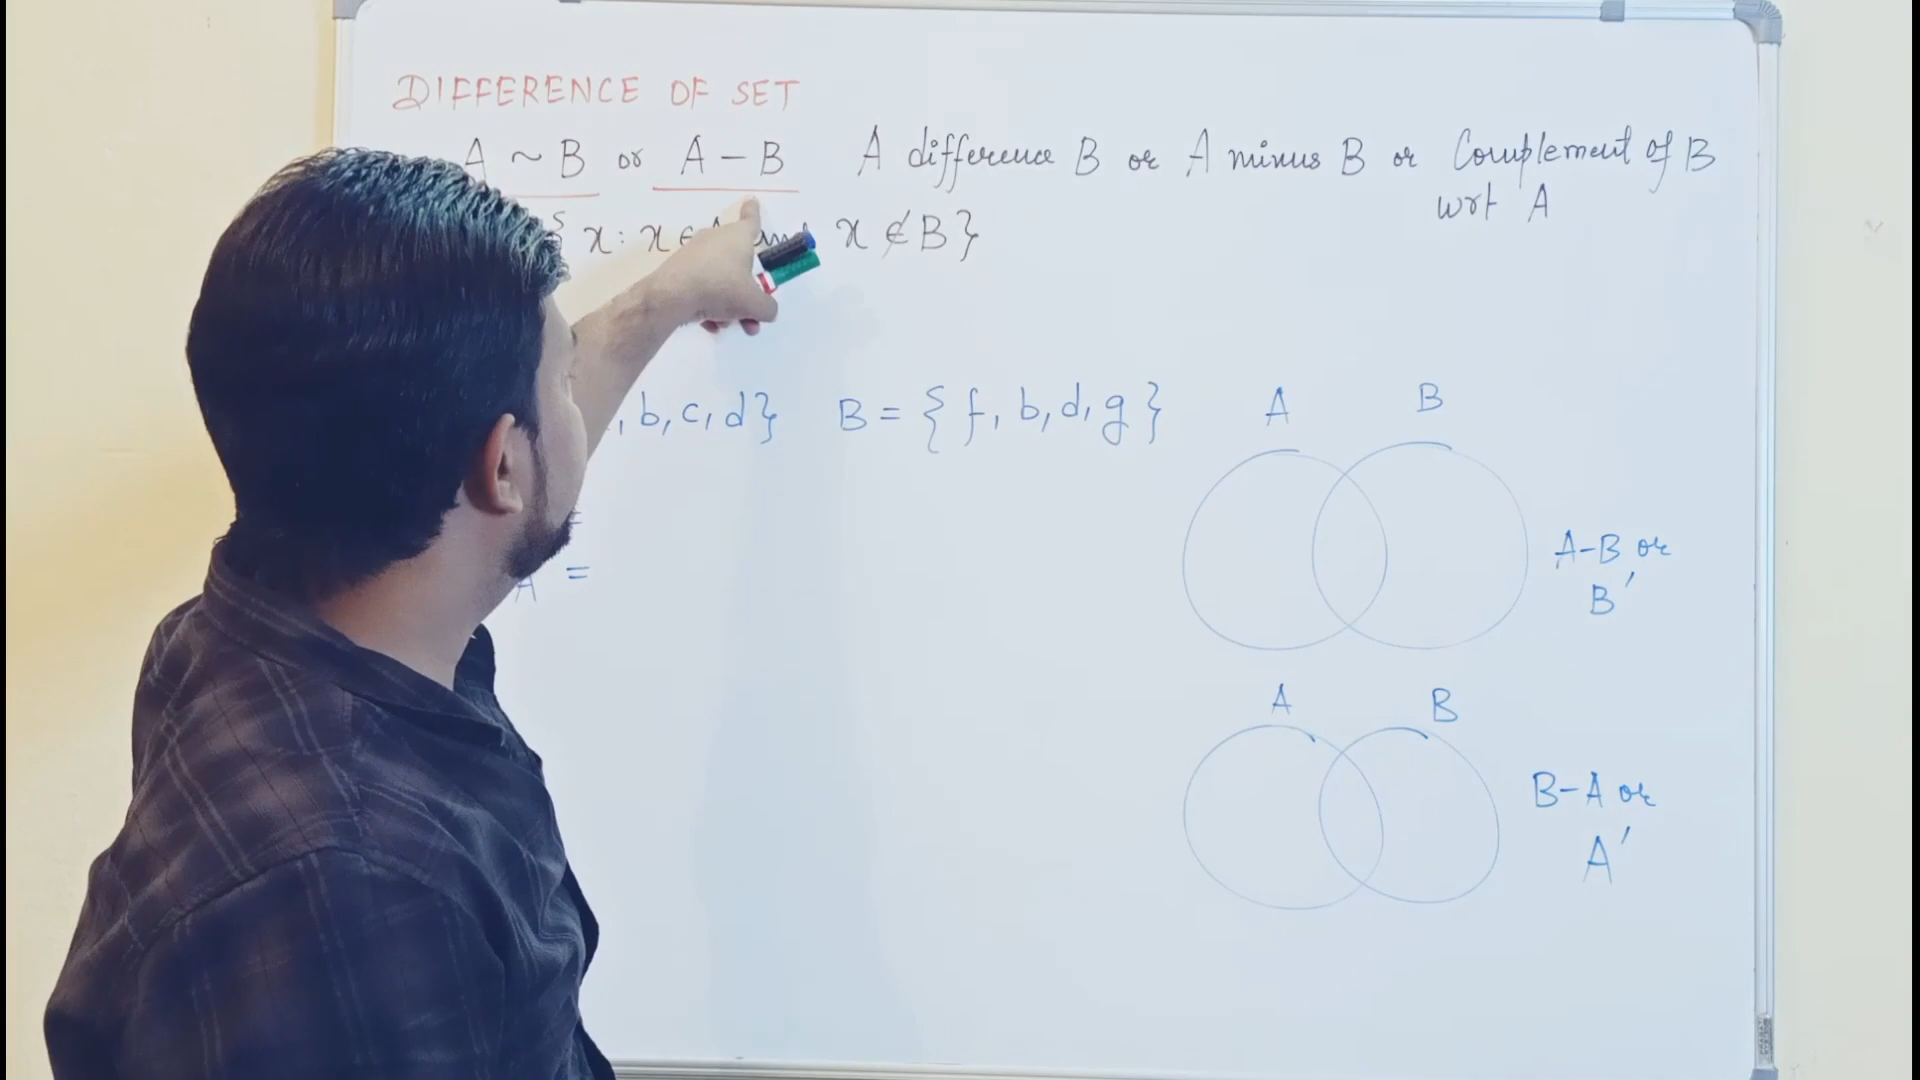 DIFFERENCE OF SET
A ~ B or A - B A difference B or A minus B or Complement of B
wrt A
{ x : x ∈ A and x ∉ B }
, b, c, d } B = { f, b, d, g }
A B
=
A =
A-B or
B'
A B
B-A or
A'